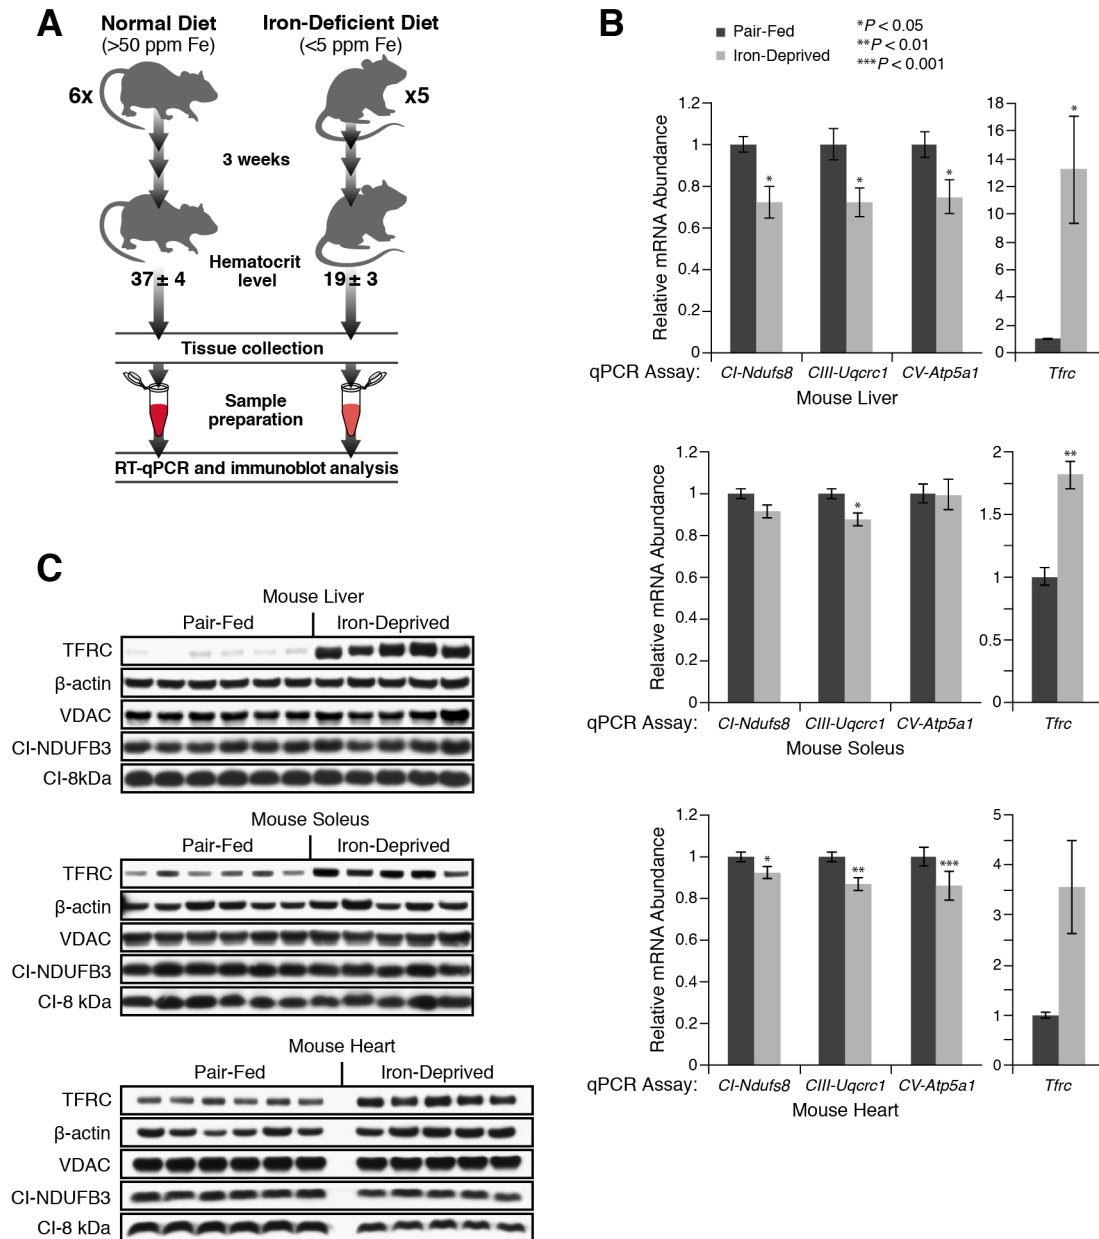 A
Normal Diet
(>50 ppm Fe)
Iron-Deficient Diet
(<5 ppm Fe)
6x
x5
3 weeks
Hematocrit
level
37 ± 4
19 ± 3
Tissue collection
Sample
preparation
RT-qPCR and immunoblot analysis
B
Pair-Fed
Iron-Deprived
*P < 0.05
**P < 0.01
***P < 0.001
Relative mRNA Abundance
1.2
1
0.8
0.6
0.4
0.2
0
* * *
18
16
14
12
10
8
6
4
2
0
*
qPCR Assay: CI-Ndufs8 CIII-Uqcrc1 CV-Atp5a1 Tfrc
Mouse Liver
Relative mRNA Abundance
1.2
1
0.8
0.6
0.4
0.2
0
*
2
1.5
1
0.5
0
**
qPCR Assay: CI-Ndufs8 CIII-Uqcrc1 CV-Atp5a1 Tfrc
Mouse Soleus
Relative mRNA Abundance
1.2
1
0.8
0.6
0.4
0.2
0
* ** ***
5
4
3
2
1
0
qPCR Assay: CI-Ndufs8 CIII-Uqcrc1 CV-Atp5a1 Tfrc
Mouse Heart
C
Mouse Liver
Pair-Fed Iron-Deprived
TFRC
β-actin
VDAC
CI-NDUFB3
CI-8kDa
Mouse Soleus
Pair-Fed Iron-Deprived
TFRC
β-actin
VDAC
CI-NDUFB3
CI-8 kDa
Mouse Heart
Pair-Fed Iron-Deprived
TFRC
β-actin
VDAC
CI-NDUFB3
CI-8 kDa